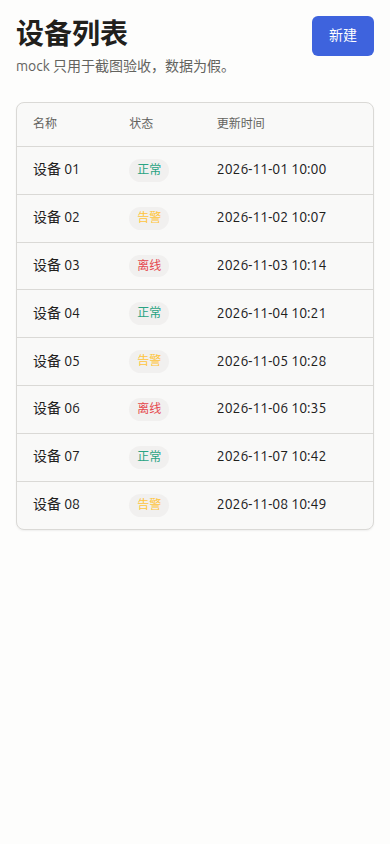 设备列表
新建
mock 只用于截图验收，数据为假。
名称 状态 更新时间
设备 01 正常 2026-11-01 10:00
设备 02 告警 2026-11-02 10:07
设备 03 离线 2026-11-03 10:14
设备 04 正常 2026-11-04 10:21
设备 05 告警 2026-11-05 10:28
设备 06 离线 2026-11-06 10:35
设备 07 正常 2026-11-07 10:42
设备 08 告警 2026-11-08 10:49